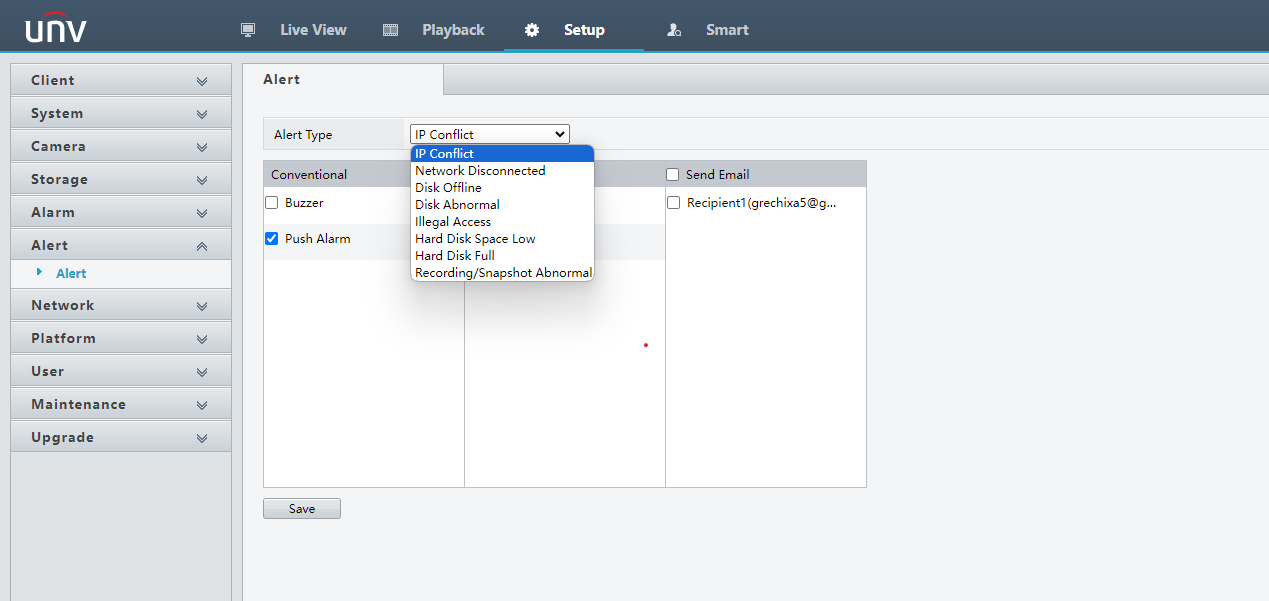 unv
Live View
Playback
Setup
Smart
Client
System
Camera
Storage
Alarm
Alert
Alert
Network
Platform
User
Maintenance
Upgrade
Alert
Alert Type
IP Conflict
IP Conflict
Network Disconnected
Disk Offline
Disk Abnormal
Illegal Access
Hard Disk Space Low
Hard Disk Full
Recording/Snapshot Abnormal
Conventional
Buzzer
Push Alarm
Send Email
Recipient1(grechixa5@g...
Save